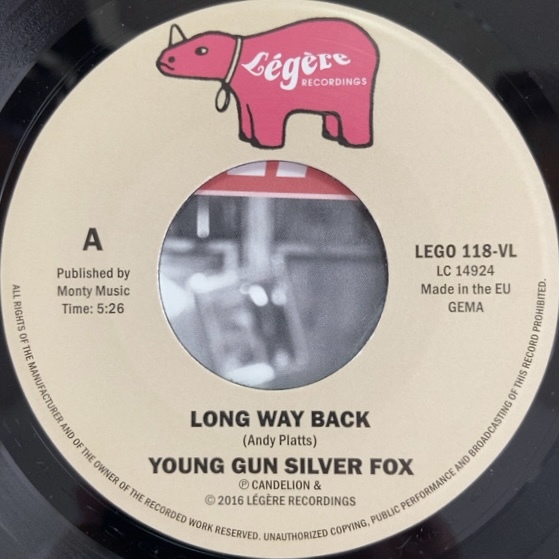 Légère
RECORDINGS
A
Published by
Monty Music
Time: 5:26
LEGO 118-VL
LC 14924
Made in the EU
GEMA
LONG WAY BACK
(Andy Platts)
YOUNG GUN SILVER FOX
Ⓟ CANDELION &
© 2016 LÉGÈRE RECORDINGS
ALL RIGHTS OF THE MANUFACTURER AND OF THE OWNER OF THE RECORDED WORK RESERVED. UNAUTHORIZED COPYING, PUBLIC PERFORMANCE AND BROADCASTING OF THIS RECORD PROHIBITED.